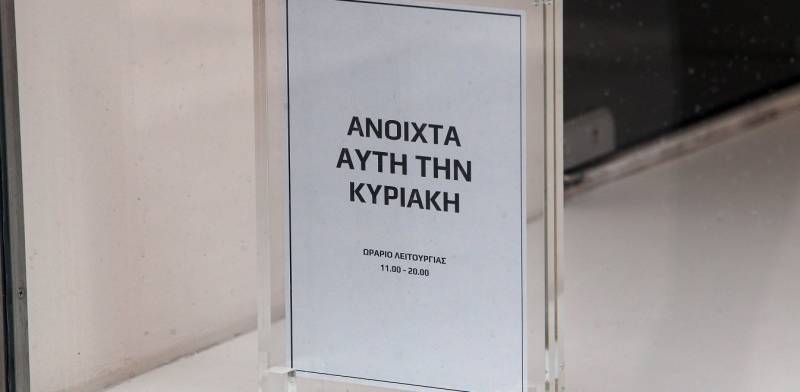 ΑΝΟΙΧΤΑ
ΑΥΤΗ ΤΗΝ
ΚΥΡΙΑΚΗ
ΩΡΑΡΙΟ ΛΕΙΤΟΥΡΓΙΑΣ
11.00 - 20.00